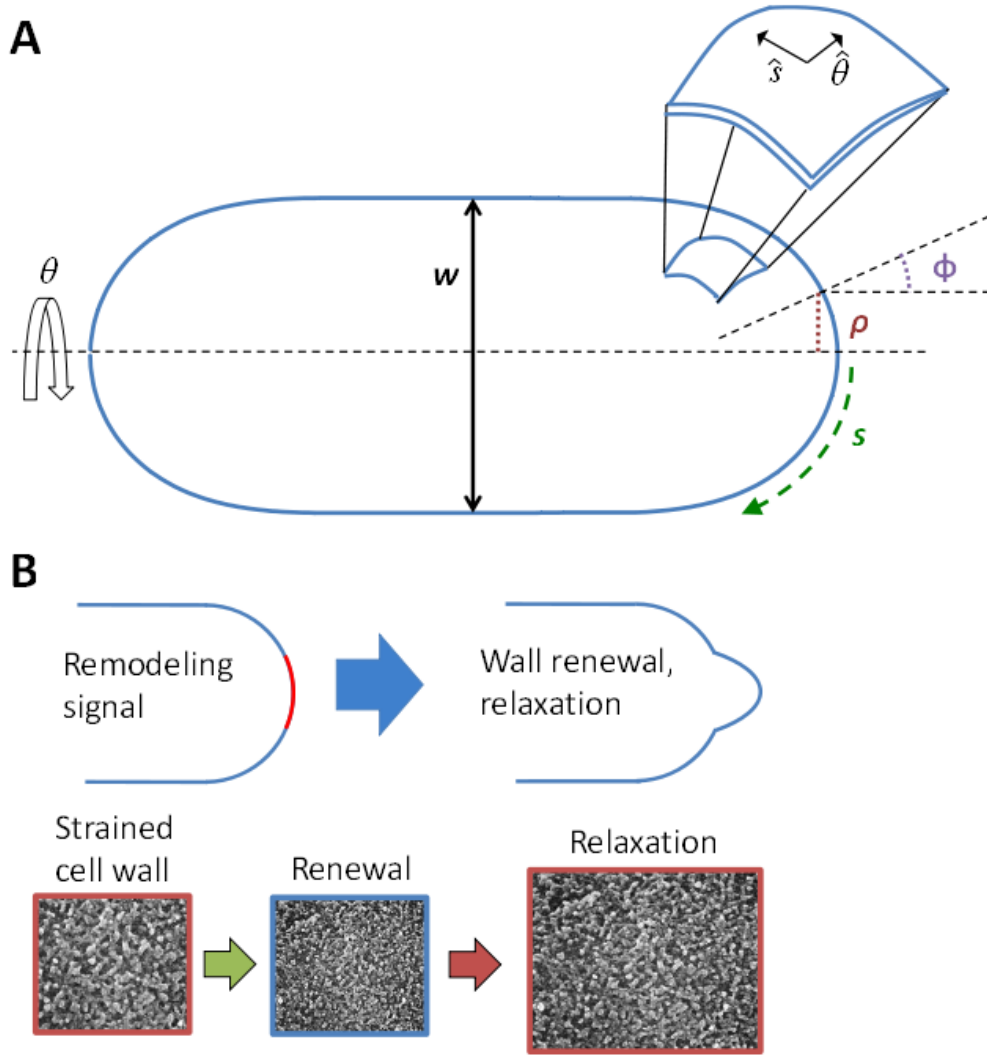 A
ŝ
θ̂
θ
w
ϕ
ρ
s
B
Remodeling
signal
Wall renewal,
relaxation
Strained
cell wall
Renewal
Relaxation